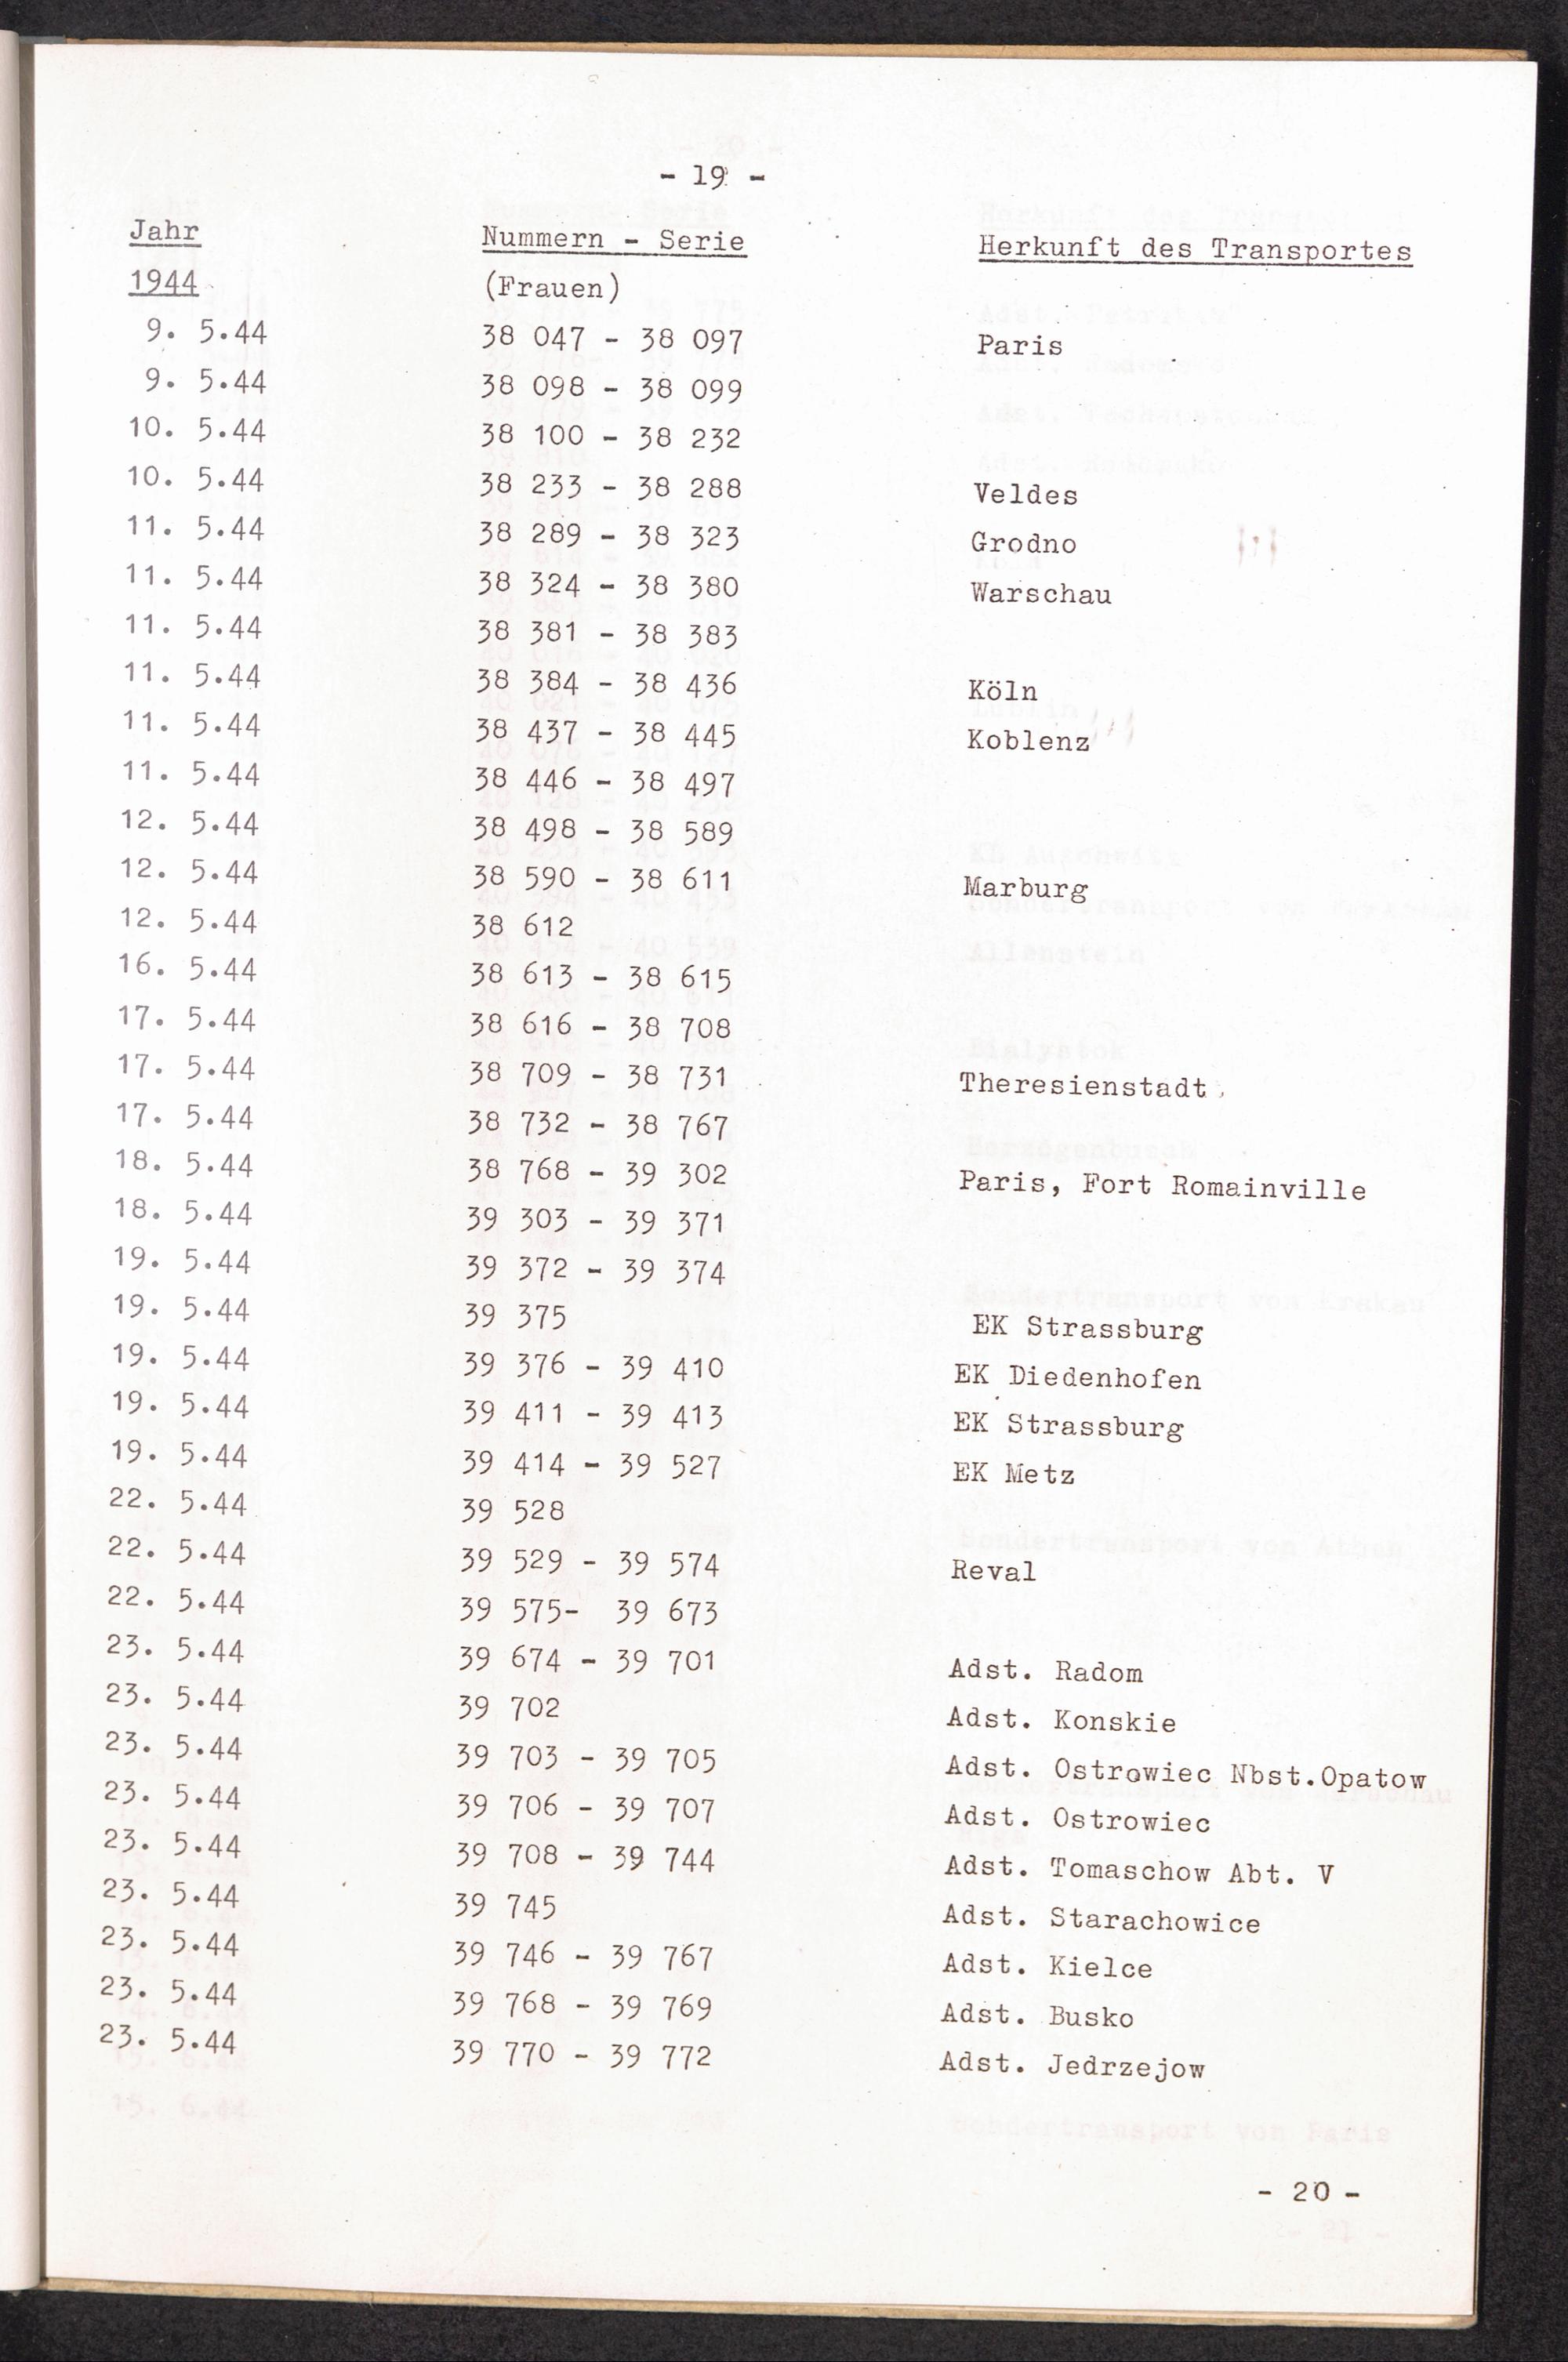 - 19 -
Jahr Nummern - Serie Herkunft des Transportes
1944 (Frauen)
9. 5.44 38 047 - 38 097 Paris
9. 5.44 38 098 - 38 099
10. 5.44 38 100 - 38 232
10. 5.44 38 233 - 38 288 Veldes
11. 5.44 38 289 - 38 323 Grodno
11. 5.44 38 324 - 38 380 Warschau
11. 5.44 38 381 - 38 383
11. 5.44 38 384 - 38 436 Köln
11. 5.44 38 437 - 38 445 Koblenz
11. 5.44 38 446 - 38 497
12. 5.44 38 498 - 38 589
12. 5.44 38 590 - 38 611 Marburg
12. 5.44 38 612
16. 5.44 38 613 - 38 615
17. 5.44 38 616 - 38 708
17. 5.44 38 709 - 38 731 Theresienstadt
17. 5.44 38 732 - 38 767
18. 5.44 38 768 - 39 302 Paris, Fort Romainville
18. 5.44 39 303 - 39 371
19. 5.44 39 372 - 39 374
19. 5.44 39 375 EK Strassburg
19. 5.44 39 376 - 39 410 EK Diedenhofen
19. 5.44 39 411 - 39 413 EK Strassburg
19. 5.44 39 414 - 39 527 EK Metz
22. 5.44 39 528
22. 5.44 39 529 - 39 574 Reval
22. 5.44 39 575- 39 673
23. 5.44 39 674 - 39 701 Adst. Radom
23. 5.44 39 702 Adst. Konskie
23. 5.44 39 703 - 39 705 Adst. Ostrowiec Nbst.Opatow
23. 5.44 39 706 - 39 707 Adst. Ostrowiec
23. 5.44 39 708 - 39 744 Adst. Tomaschow Abt. V
23. 5.44 39 745 Adst. Starachowice
23. 5.44 39 746 - 39 767 Adst. Kielce
23. 5.44 39 768 - 39 769 Adst. Busko
23. 5.44 39 770 - 39 772 Adst. Jedrzejow
- 20 -